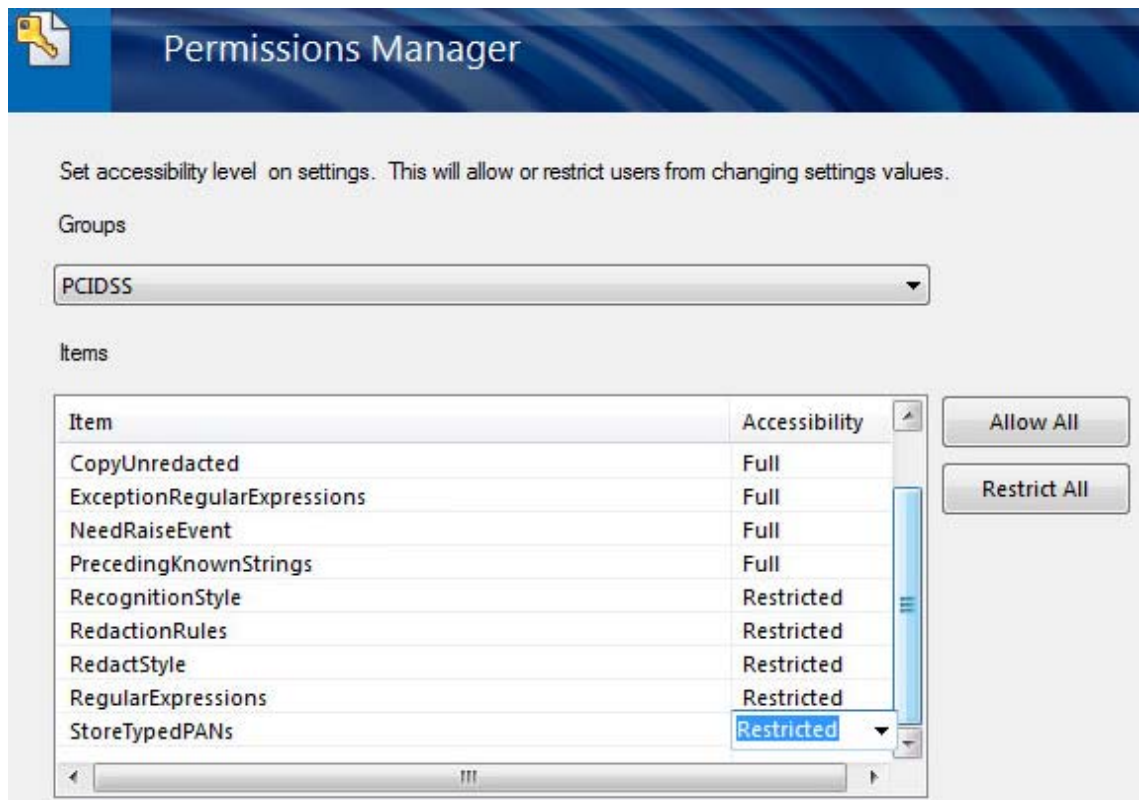 Permissions Manager
Set accessibility level on settings. This will allow or restrict users from changing settings values.
Groups
PCIDSS
Items
Item Accessibility
Allow All
CopyUnredacted Full
Restrict All
ExceptionRegularExpressions Full
NeedRaiseEvent Full
PrecedingKnownStrings Full
RecognitionStyle Restricted
RedactionRules Restricted
RedactStyle Restricted
RegularExpressions Restricted
StoreTypedPANs Restricted